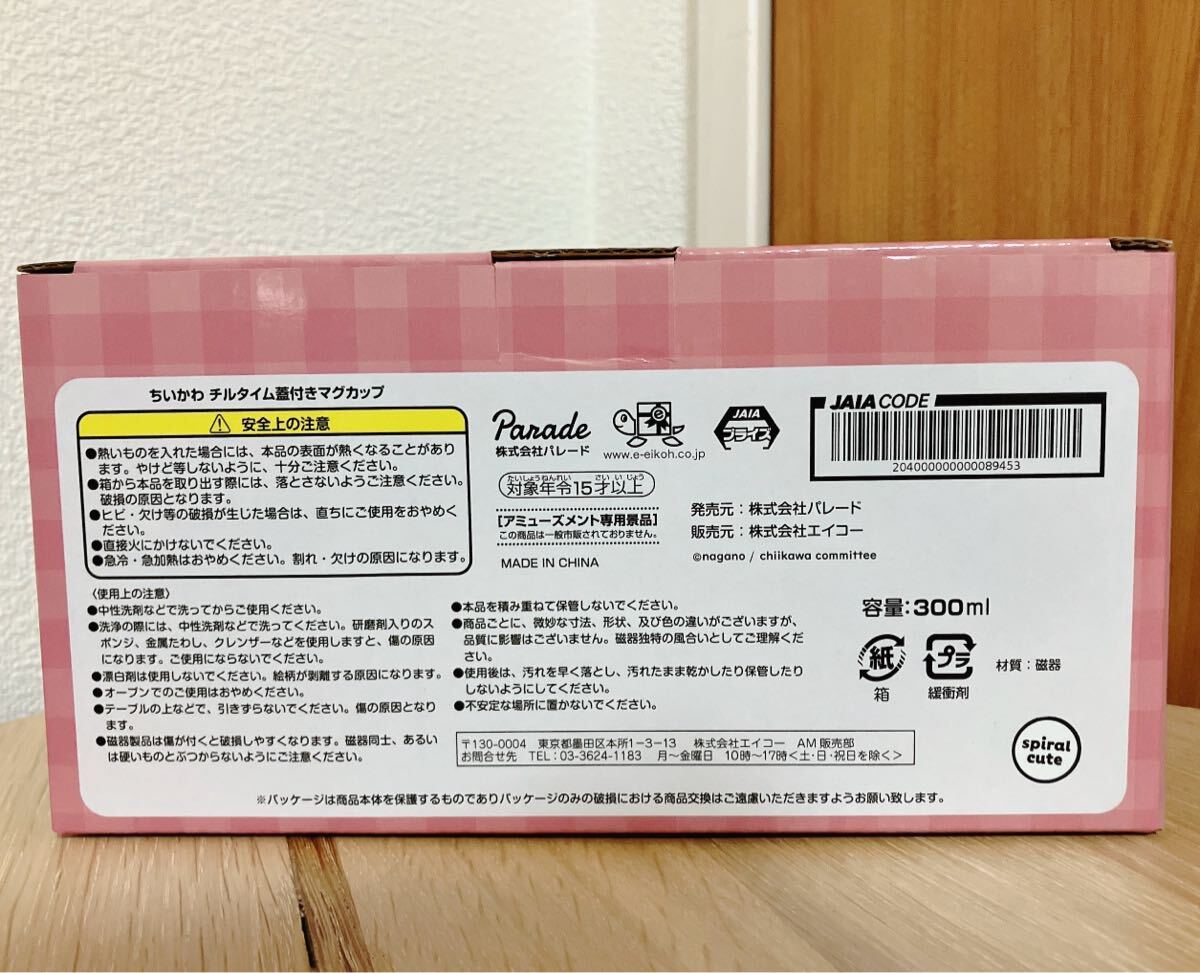 ちいかわ チルタイム蓋付きマグカップ
安全上の注意
●熱いものを入れた場合には、本品の表面が熱くなることがあり
ます。やけど等しないように、十分ご注意ください。
●箱から本品を取り出す際には、落とさないようご注意ください。
破損の原因となります。
●ヒビ・欠け等の破損が生じた場合は、直ちにご使用をおやめく
ださい。
●直接火にかけないでください。
●急冷・急加熱はおやめください。割れ・欠けの原因になります。
〈使用上の注意〉
●中性洗剤などで洗ってからご使用ください。
●洗浄の際には、中性洗剤などで洗ってください。研磨剤入りのス
ポンジ、金属たわし、クレンザーなどを使用しますと、傷の原因
になります。ご使用にならないでください。
●漂白剤は使用しないでください。絵柄が剥離する原因になります。
●オーブンでのご使用はおやめください。
●テーブルの上などで、引きずらないでください。傷の原因となり
ます。
●磁器製品は傷が付くと破損しやすくなります。磁器同士、あるい
は硬いものとぶつからないようにご注意ください。
Parade
株式会社パレード
e
www.e-eikoh.co.jp
JAIA
プライズ
JAIA CODE
204000000000089453
たいしょうねんれい さい い じょう
対象年令15才以上
【アミューズメント専用景品】
この商品は一般市販されておりません。
MADE IN CHINA
発売元：株式会社パレード
販売元：株式会社エイコー
©nagano / chiikawa committee
●本品を積み重ねて保管しないでください。
●商品ごとに、微妙な寸法、形状、及び色の違いがございますが、
品質に影響はございません。磁器独特の風合いとしてご理解くだ
さい。
●使用後は、汚れを早く落とし、汚れたまま乾かしたり保管したり
しないようにしてください。
●不安定な場所に置かないでください。
容量：300ml
紙
箱
プラ
緩衝剤
材質：磁器
〒130-0004 東京都墨田区本所1-3-13 株式会社エイコー AM販売部
お問合せ先 TEL：03-3624-1183 月〜金曜日 10時〜17時＜土・日・祝日を除く＞
spiral
cute
※パッケージは商品本体を保護するものでありパッケージのみの破損における商品交換はご遠慮いただきますようお願い致します。